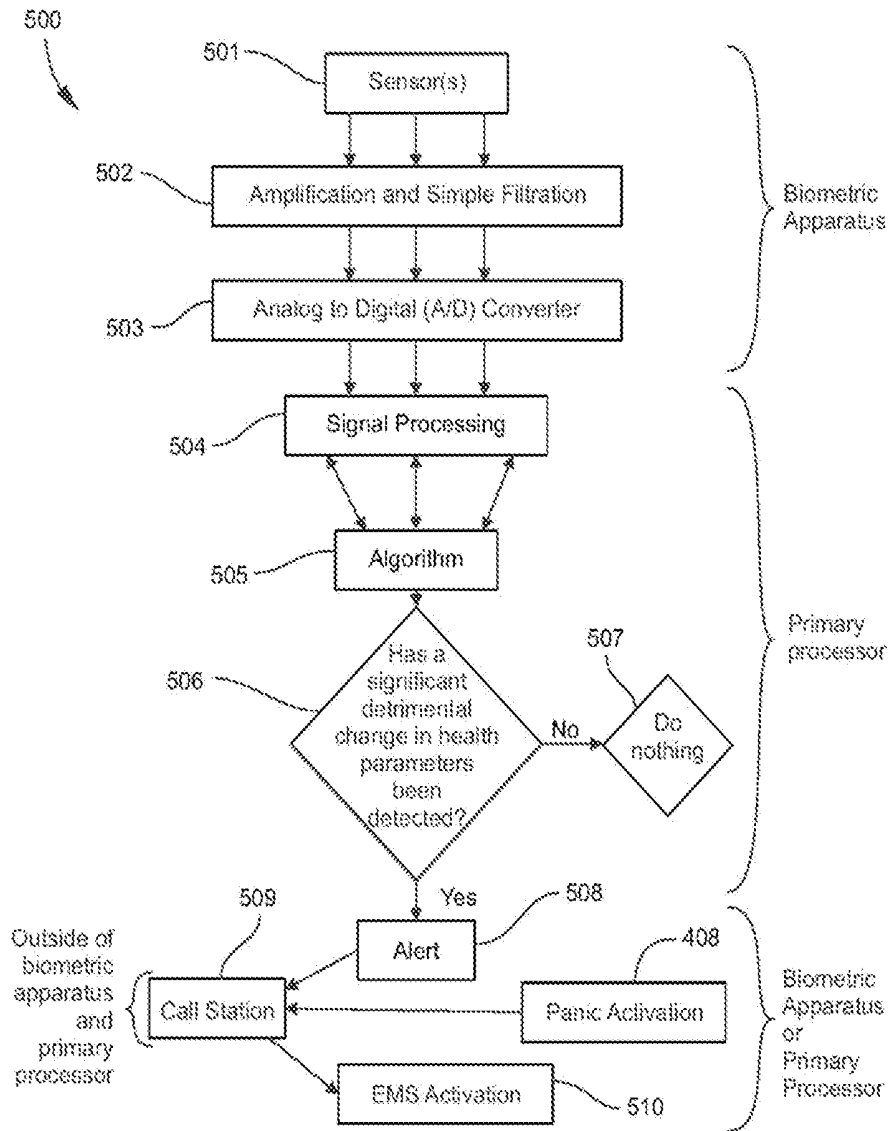 500
501
Sensor(s)
502
Amplification and Simple Filtration
Biometric
Apparatus
503
Analog to Digital (A/D) Converter
504
Signal Processing
505
Algorithm
Primary
processor
506
Has a
significant
detrimental
change in health
parameters
been
detected?
No
507
Do
nothing
Yes
508
Alert
509
Call Station
Outside of
biometric
apparatus
and
primary
processor
408
Panic Activation
Biometric
Apparatus
or
Primary
Processor
EMS Activation
510